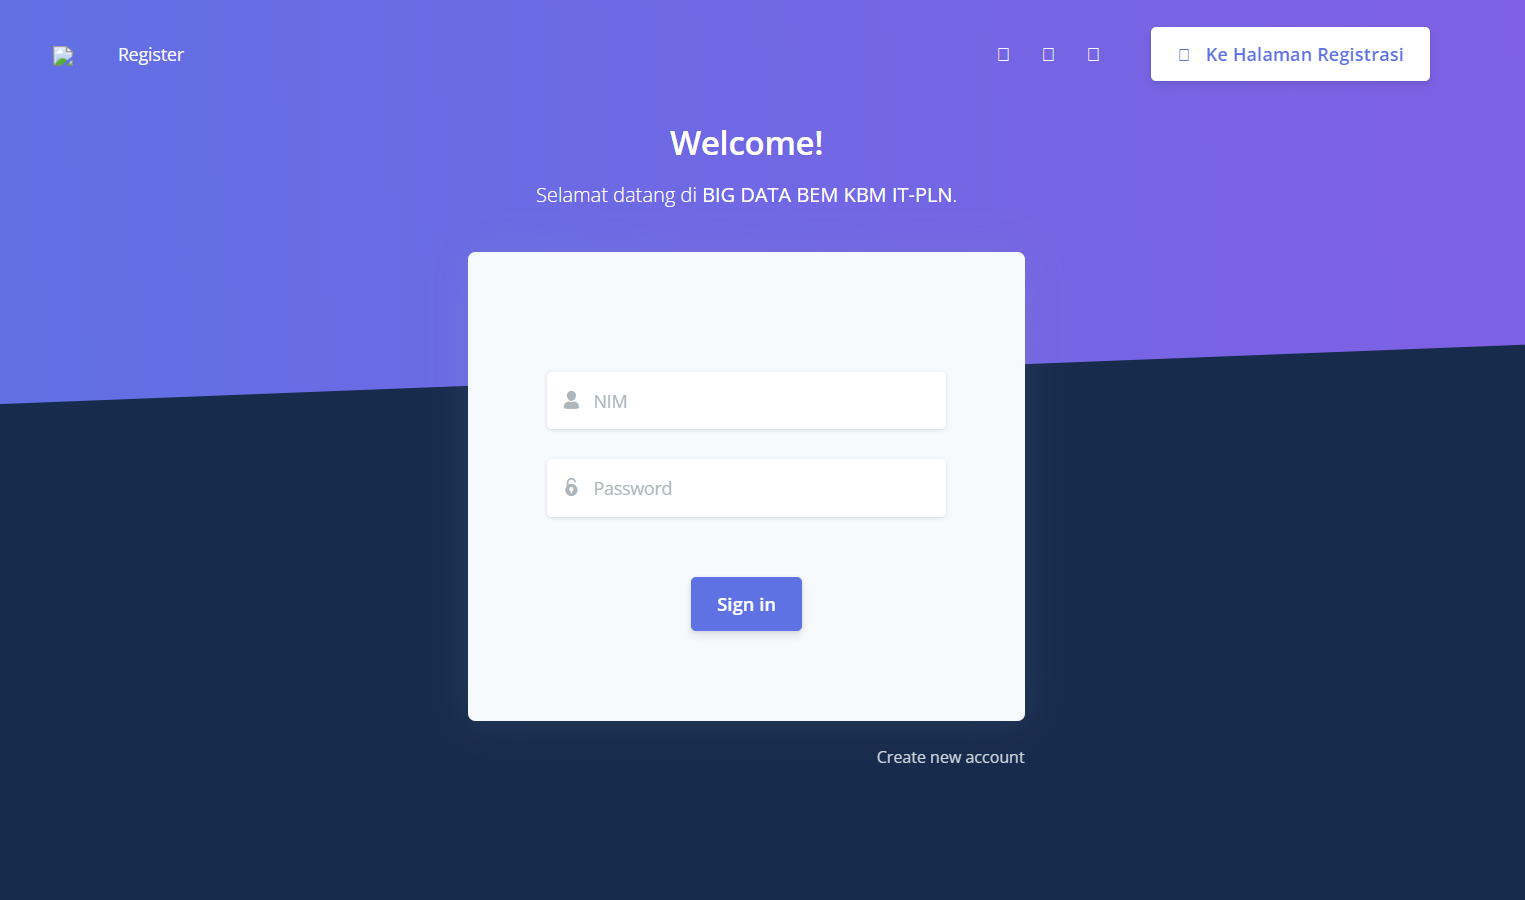 Register
Ke Halaman Registrasi
Welcome!
Selamat datang di BIG DATA BEM KBM IT-PLN.
NIM
Password
Sign in
Create new account